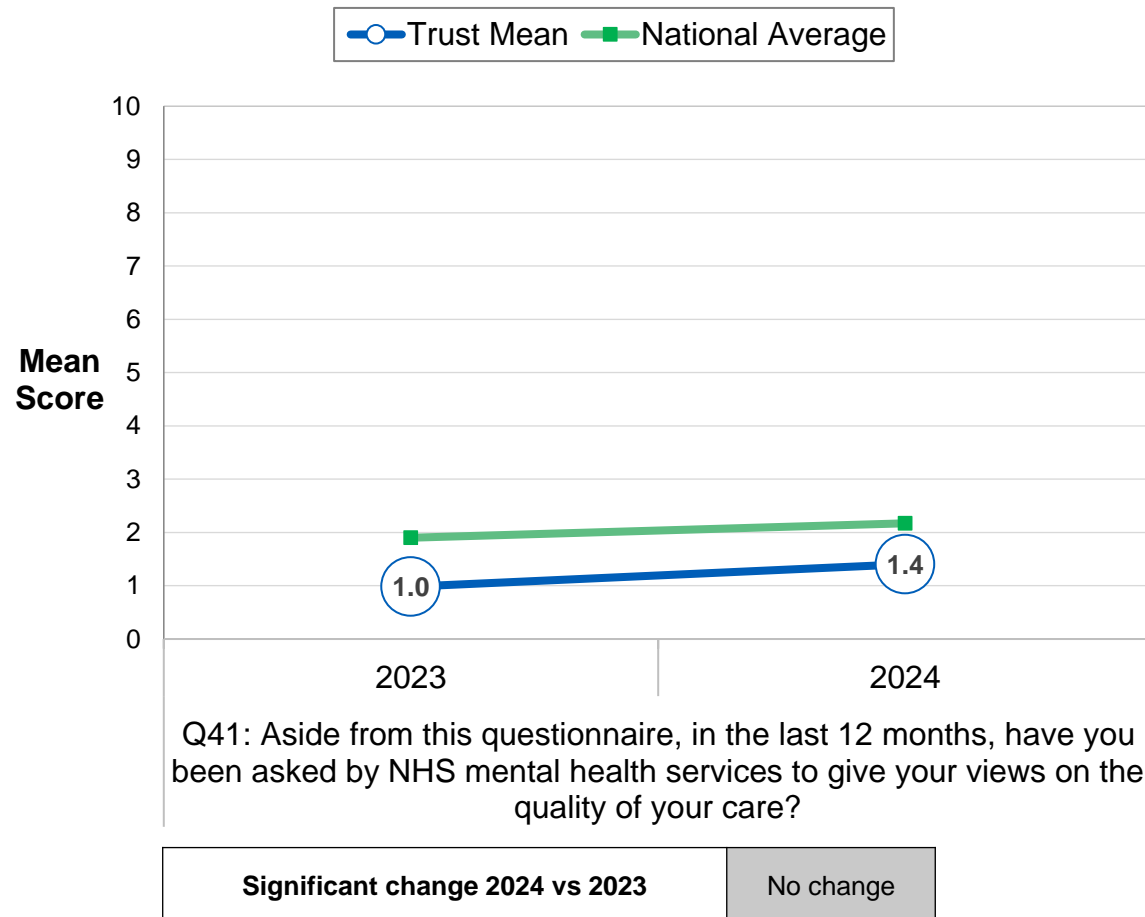 Trust Mean National Average
10
9
8
7
6
5
4
3
2
1
0
Mean
Score
1.0
1.4
2023 2024
Q41: Aside from this questionnaire, in the last 12 months, have you
been asked by NHS mental health services to give your views on the
quality of your care?
Significant change 2024 vs 2023 No change